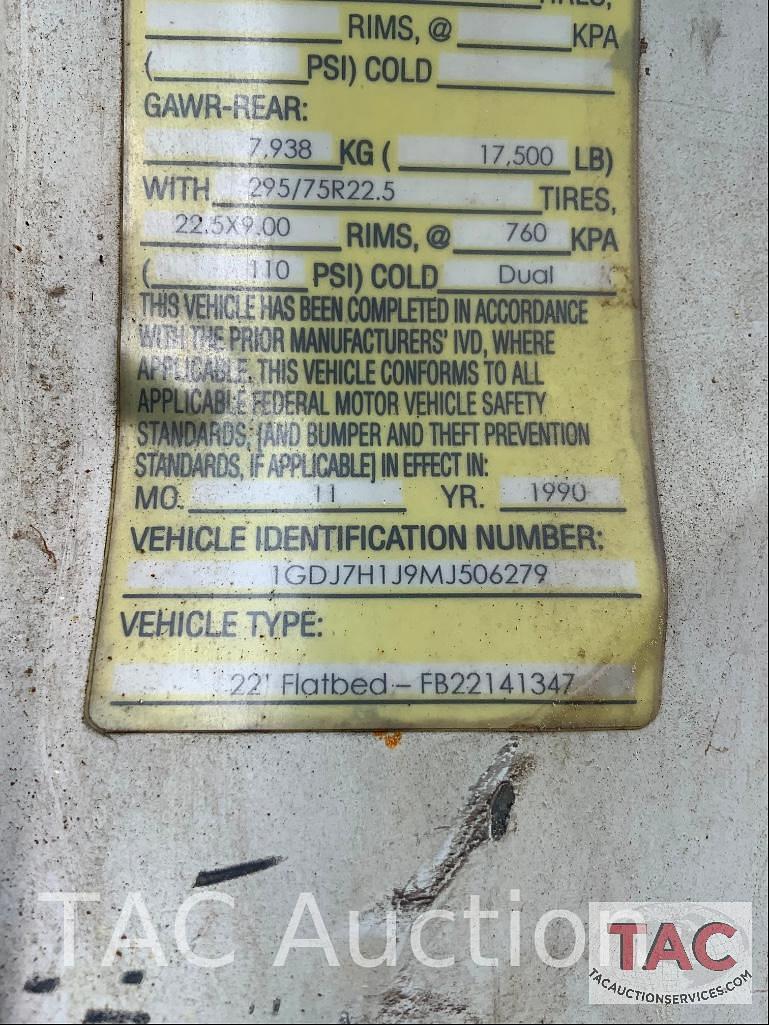 TIRES,
RIMS, @ KPA
( PSI) COLD
GAWR-REAR:
7,938 KG ( 17,500 LB)
WITH 295/75R22.5 TIRES,
22.5X9.00 RIMS, @ 760 KPA
( 110 PSI) COLD Dual
THIS VEHICLE HAS BEEN COMPLETED IN ACCORDANCE
WITH THE PRIOR MANUFACTURERS' IVD, WHERE
APPLICABLE. THIS VEHICLE CONFORMS TO ALL
APPLICABLE FEDERAL MOTOR VEHICLE SAFETY
STANDARDS, [AND BUMPER AND THEFT PREVENTION
STANDARDS, IF APPLICABLE] IN EFFECT IN:
MO. 11 YR. 1990
VEHICLE IDENTIFICATION NUMBER:
1GDJ7H1J9MJ506279
VEHICLE TYPE:
22' Flatbed – FB22141347
TAC Auction
TAC
TACAUCTIONSERVICES.COM